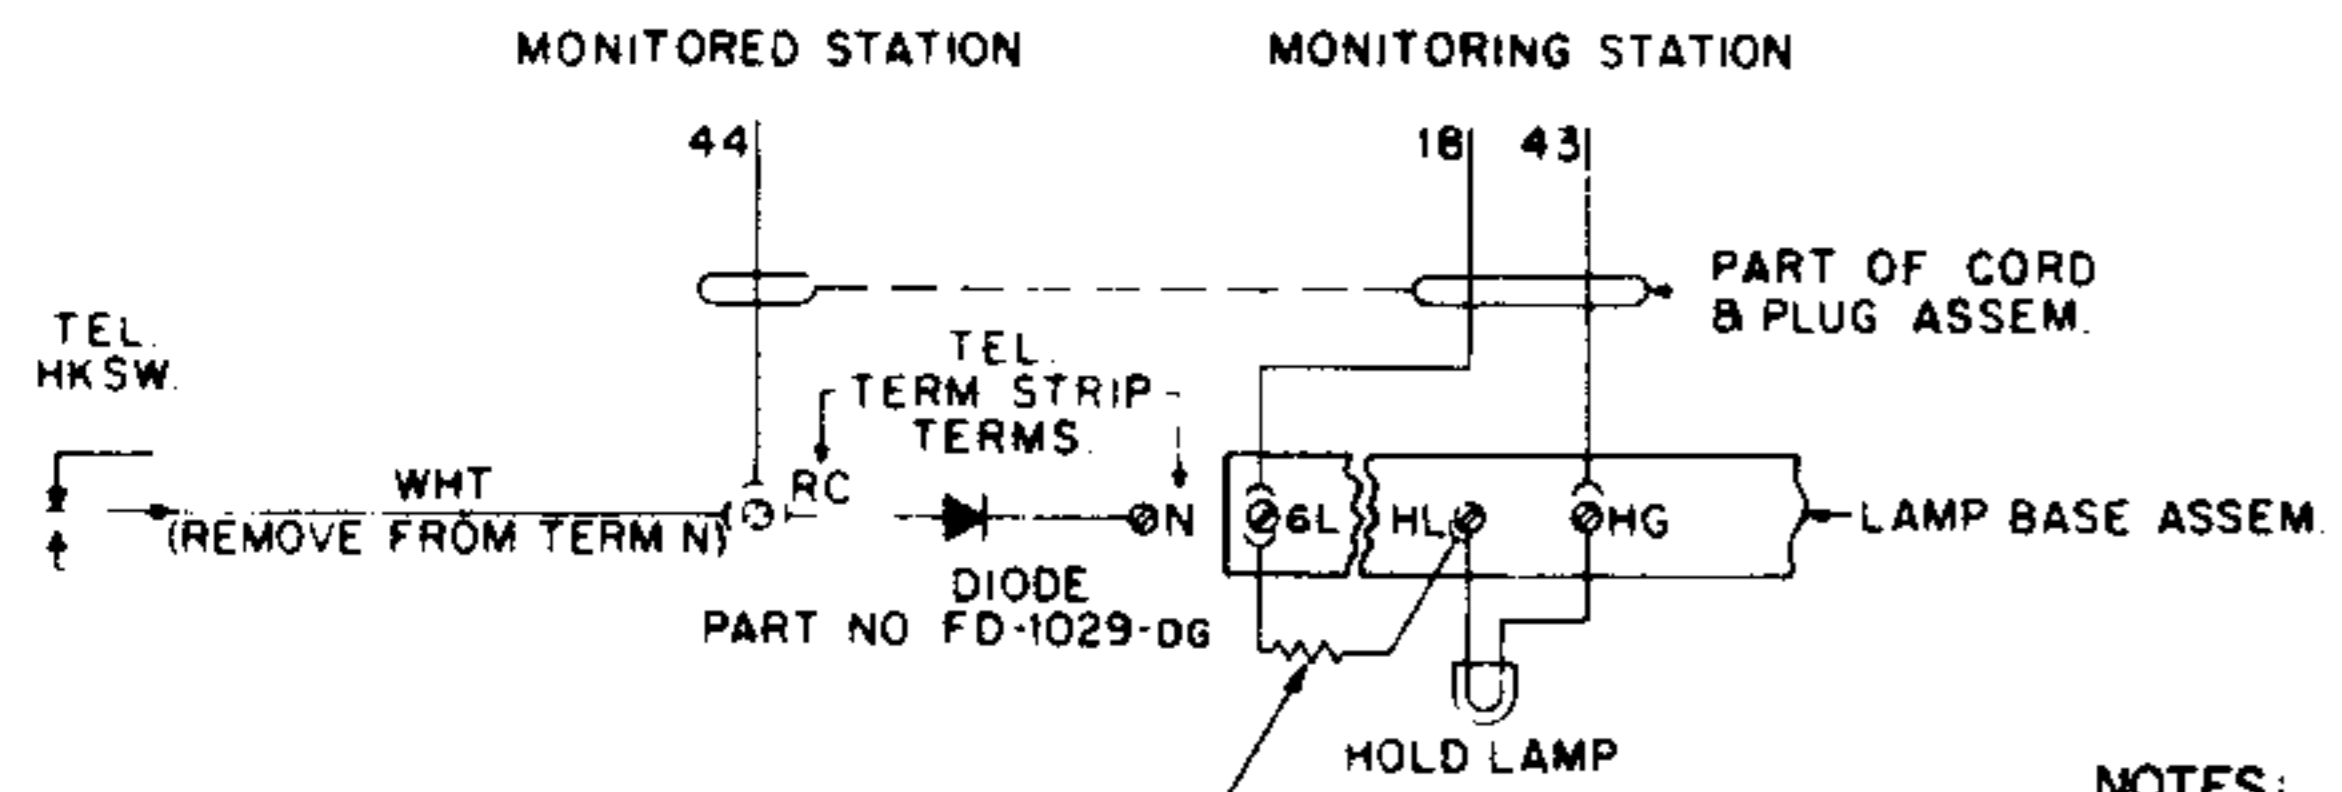 MONITORED STATION
MONITORING STATION
44
18
43
PART OF CORD
& PLUG ASSEM.
TEL.
HKSW.
TEL.
TERM STRIP
TERMS.
WHT
(REMOVE FROM TERM N)
RC
N
6L
HL
HG
LAMP BASE ASSEM.
DIODE
PART NO FD-1029-DG
HOLD LAMP
NOTES: